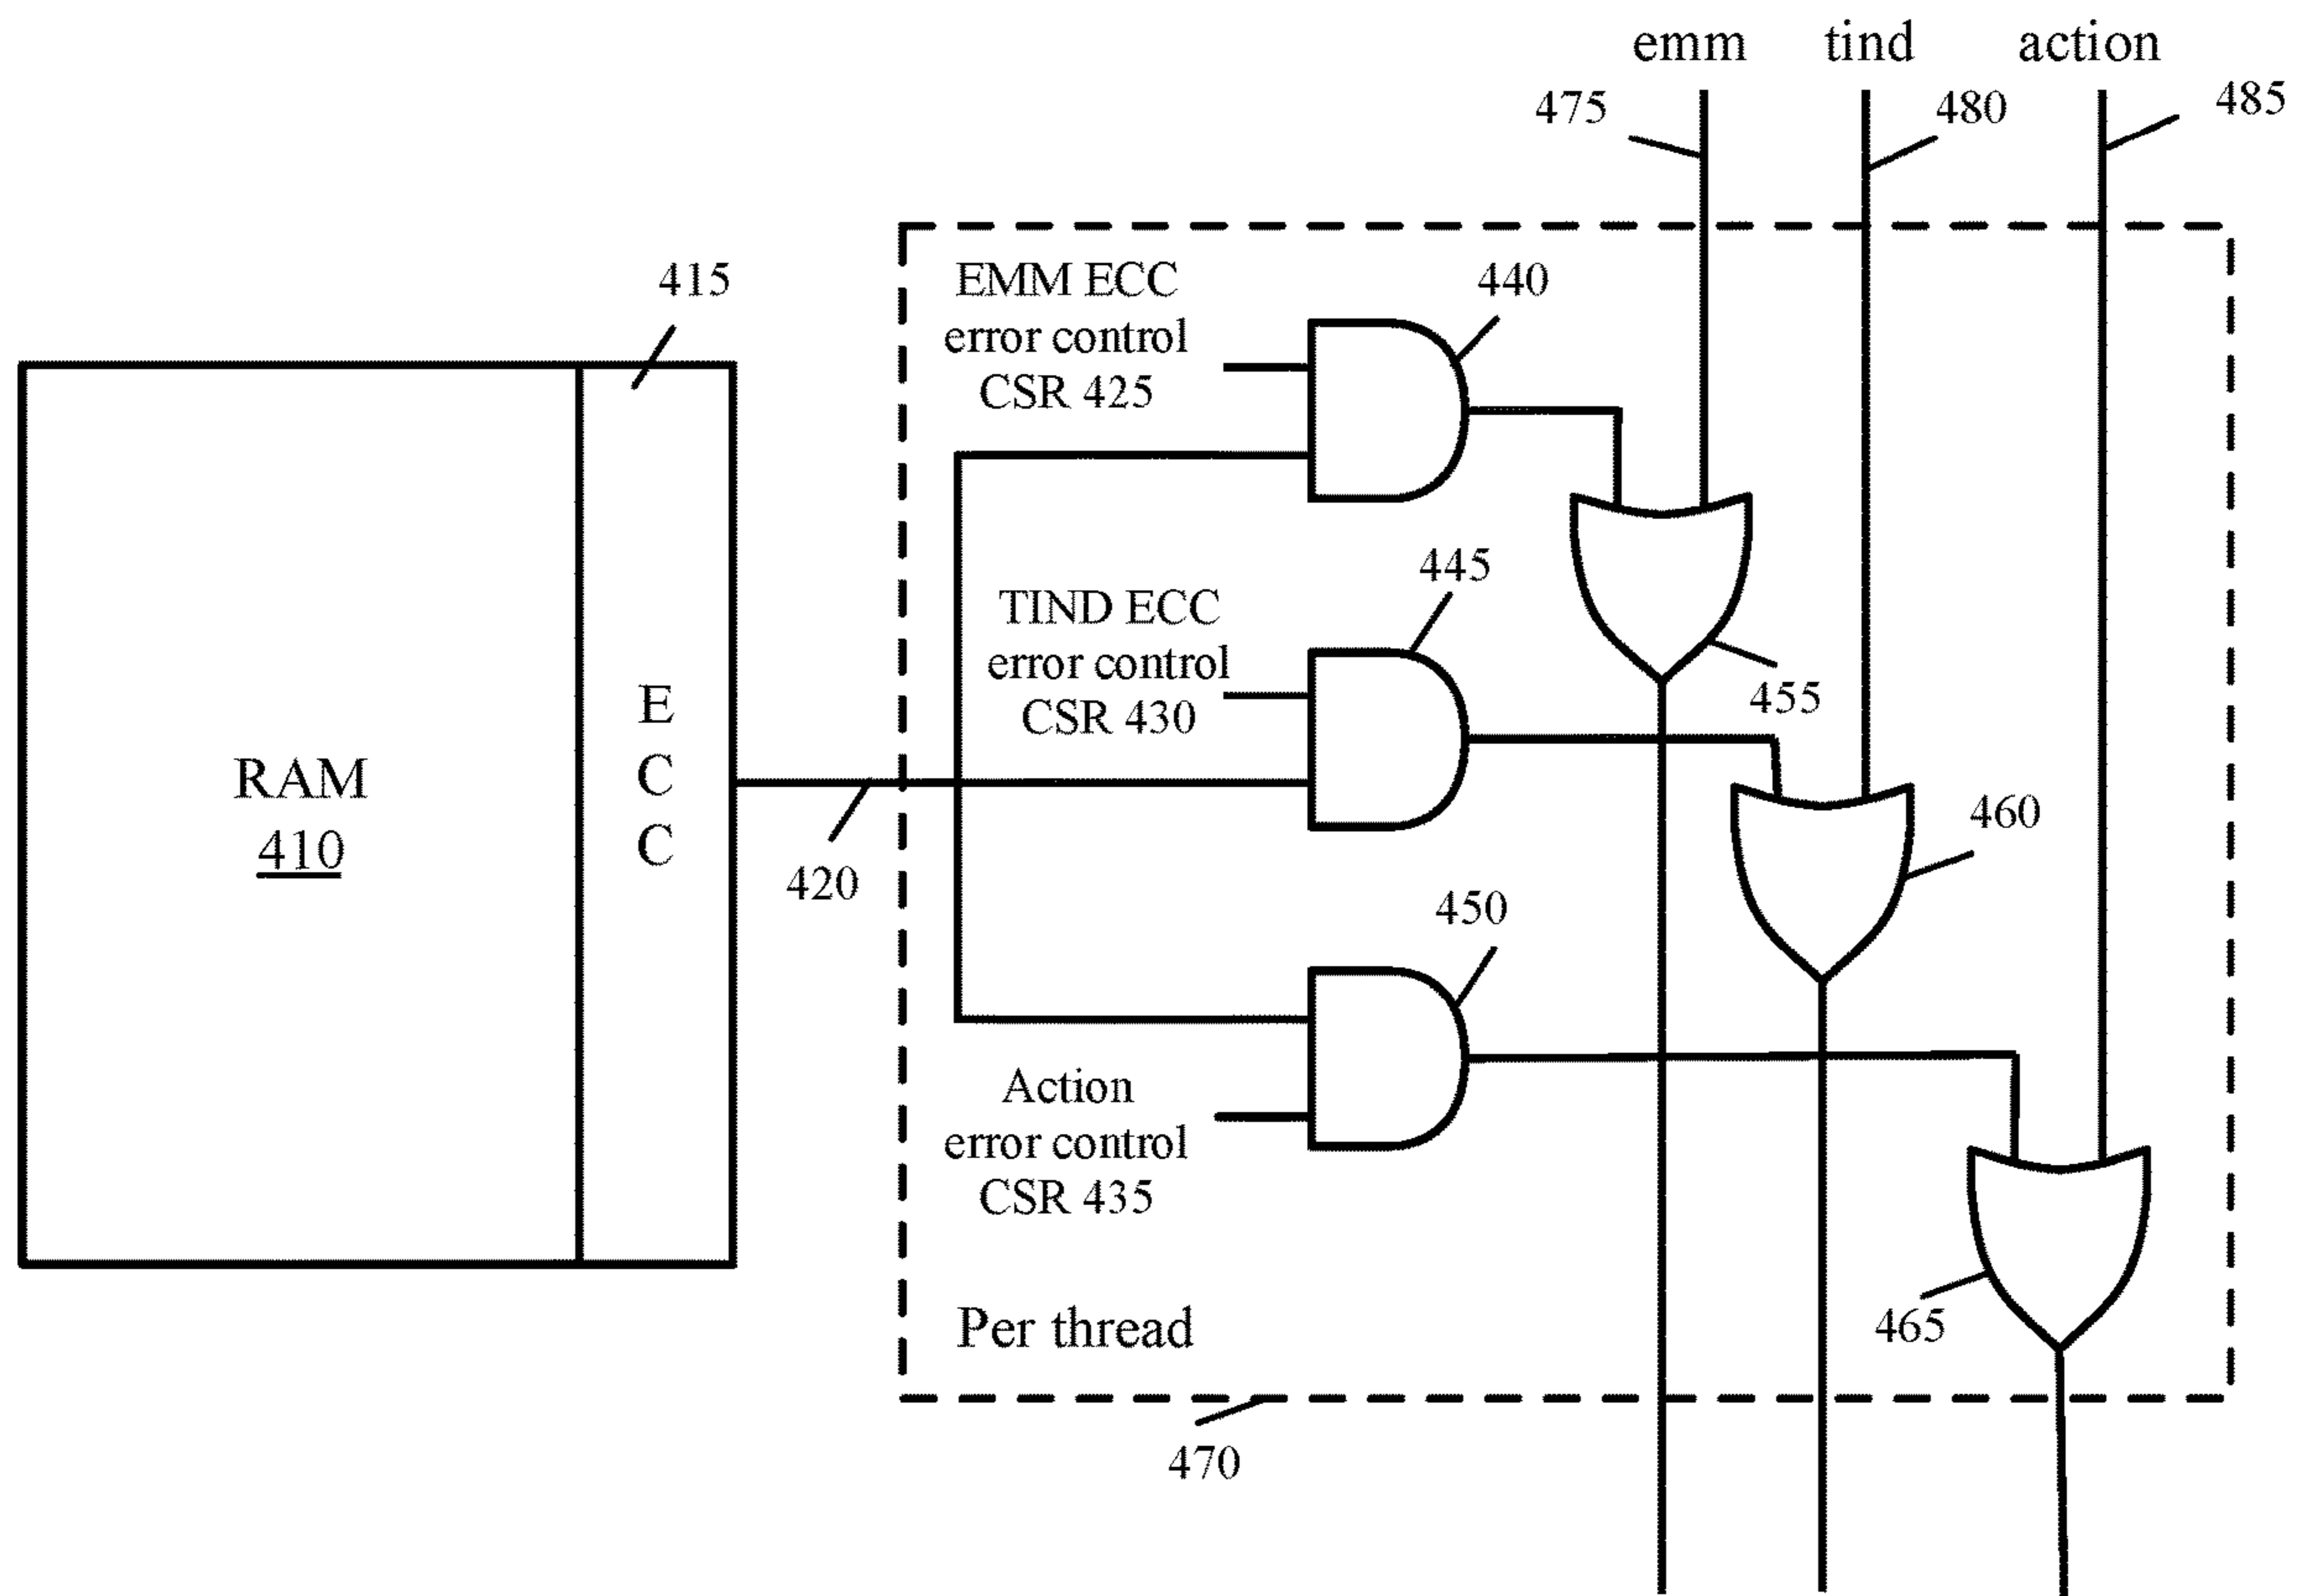 emm
tind
action
475
480
485
415
EMM ECC
error control
CSR 425
440
TIND ECC
error control
CSR 430
445
455
E
C
C
RAM
410
420
460
450
Action
error control
CSR 435
465
Per thread
470